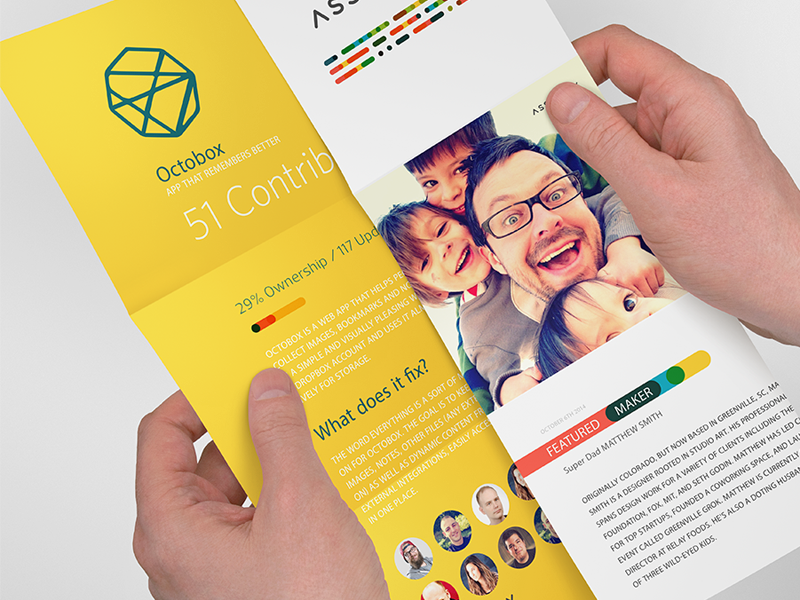 Octobox
APP THAT REMEMBERS BETTER
51 Contrib
29% Ownership / 117 Upd
OCTOBOX IS A WEB APP THAT HELPS PE
COLLECT IMAGES, BOOKMARKS AND NO
A SIMPLE AND VISUALLY PLEASING W
DROPBOX ACCOUNT AND USES IT AL
VELY FOR STORAGE.
What does it fix?
THE WORD EVERYTHING IS A SORT OF
ON FOR OCTOBOX. THE GOAL IS TO KE
IMAGES, NOTES, OTHER FILES (ANY EX
ON) AS WELL AS DYNAMIC CONTENT
EXTERNAL INTEGRATIONS, EASILY ACCE
IN ONE PLACE.
ASS
ASS
OCTOBER 6TH 2014
FEATURED MAKER
Super Dad MATTHEW SMITH
ORIGINALLY COLORADO, BUT NOW BASED IN GREENVILLE, SC, MA
SMITH IS A DESIGNER ROOTED IN STUDIO ART. HIS PROFESSIONAL
SPANS DESIGN WORK FOR A VARIETY OF CLIENTS INCLUDING THE
FOUNDATION, FOX, MIT, AND SETH GODIN. MATTHEW HAS LED C
FOR TOP STARTUPS, FOUNDED A COWORKING SPACE, AND LAU
EVENT CALLED GREENVILLE GROK. MATTHEW IS CURRENTLY
DIRECTOR AT RELAY FOODS. HE'S ALSO A DOTING HUSBA
OF THREE WILD-EYED KIDS.